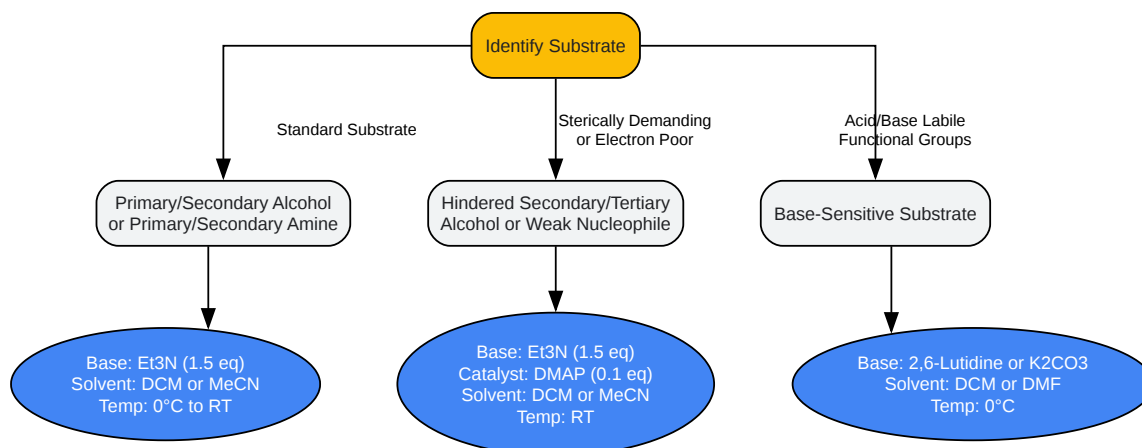 Identify Substrate
Standard Substrate
Sterically Demanding
or Electron Poor
Acid/Base Labile
Functional Groups
Primary/Secondary Alcohol
or Primary/Secondary Amine
Hindered Secondary/Tertiary
Alcohol or Weak Nucleophile
Base-Sensitive Substrate
Base: Et3N (1.5 eq)
Solvent: DCM or MeCN
Temp: 0°C to RT
Base: Et3N (1.5 eq)
Catalyst: DMAP (0.1 eq)
Solvent: DCM or MeCN
Temp: RT
Base: 2,6-Lutidine or K2CO3
Solvent: DCM or DMF
Temp: 0°C